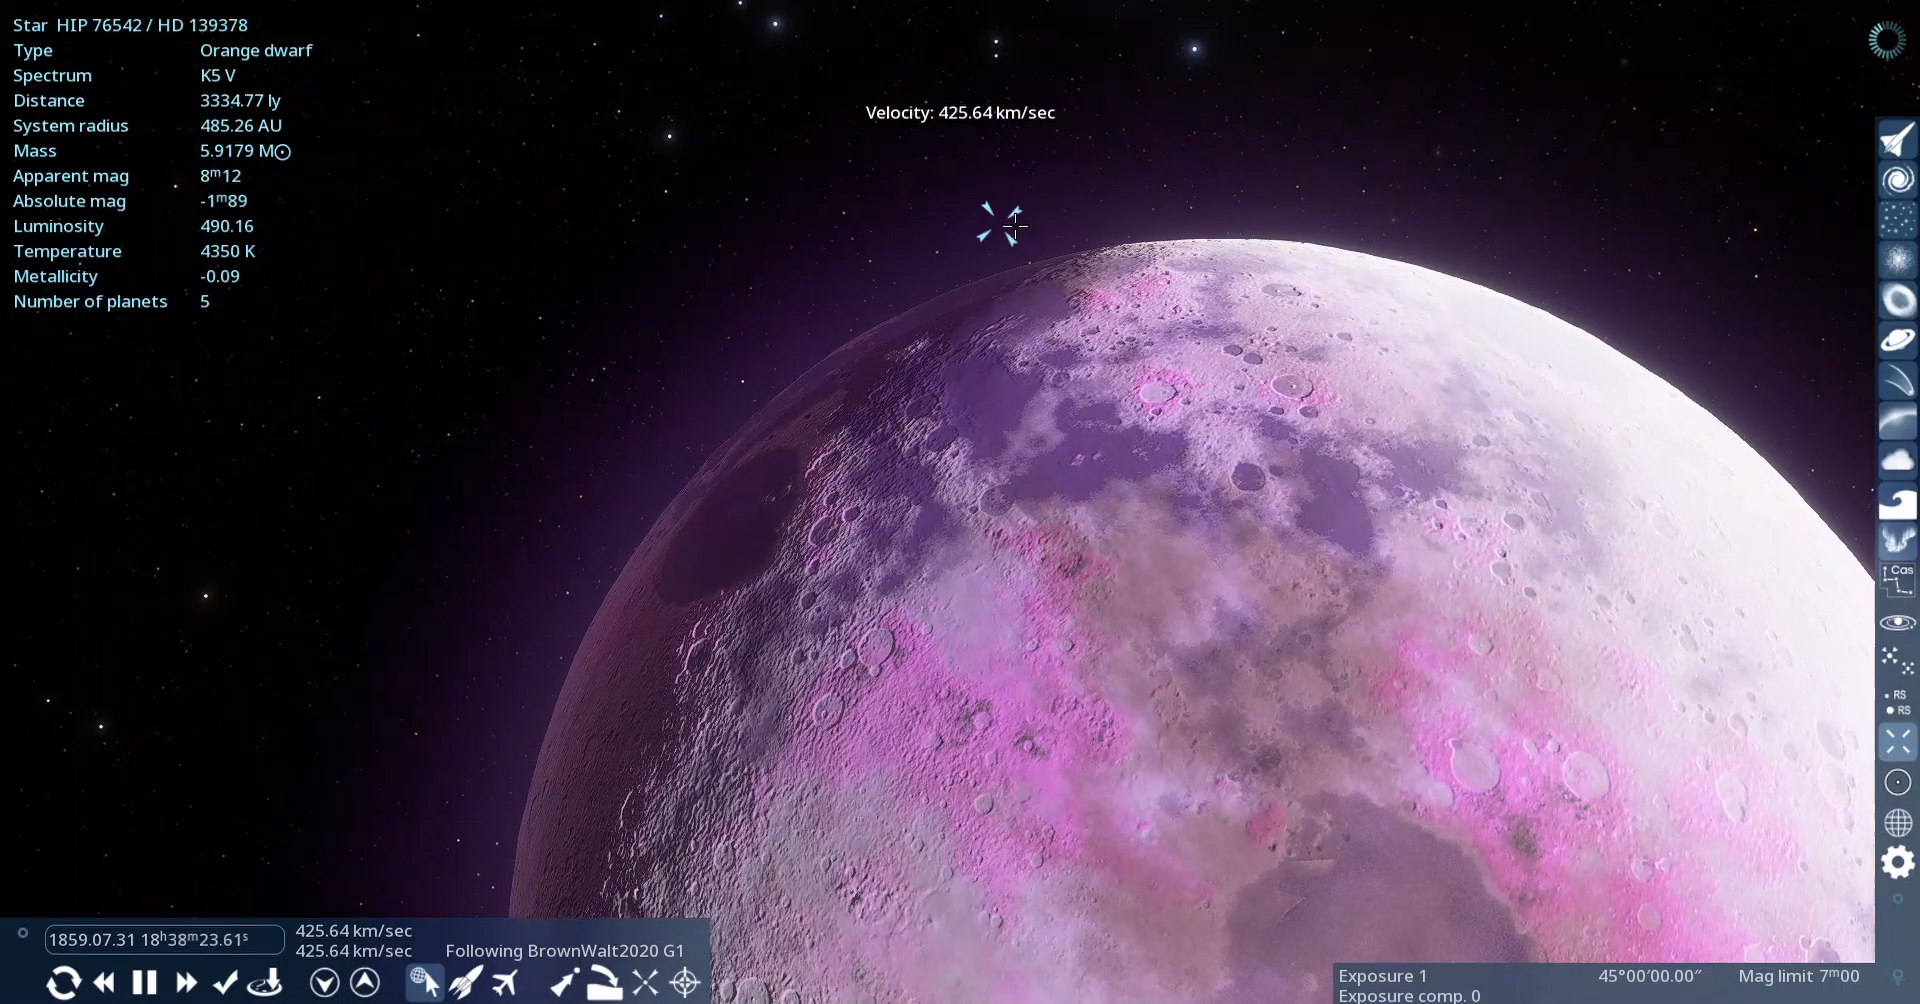 Star HIP 76542 / HD 139378
Type Orange dwarf
Spectrum K5 V
Distance 3334.77 ly
System radius 485.26 AU
Mass 5.9179 M☉
Apparent mag 8ᵐ12
Absolute mag -1ᵐ89
Luminosity 490.16
Temperature 4350 K
Metallicity -0.09
Number of planets 5
Velocity: 425.64 km/sec
Cas
RS
RS
1859.07.31 18ʰ38ᵐ23.61ˢ
425.64 km/sec
425.64 km/sec Following BrownWalt2020 G1
Exposure 1 45°00′00.00″ Mag limit 7ᵐ00
Exposure comp. 0